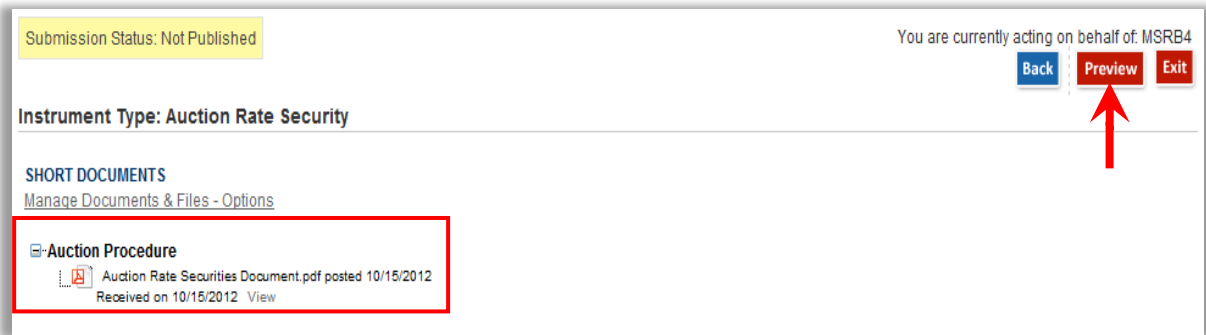 Submission Status: Not Published
You are currently acting on behalf of: MSRB4
Back Preview Exit
Instrument Type: Auction Rate Security
SHORT DOCUMENTS
Manage Documents & Files - Options
Auction Procedure
Auction Rate Securities Document.pdf posted 10/15/2012
Received on 10/15/2012 View